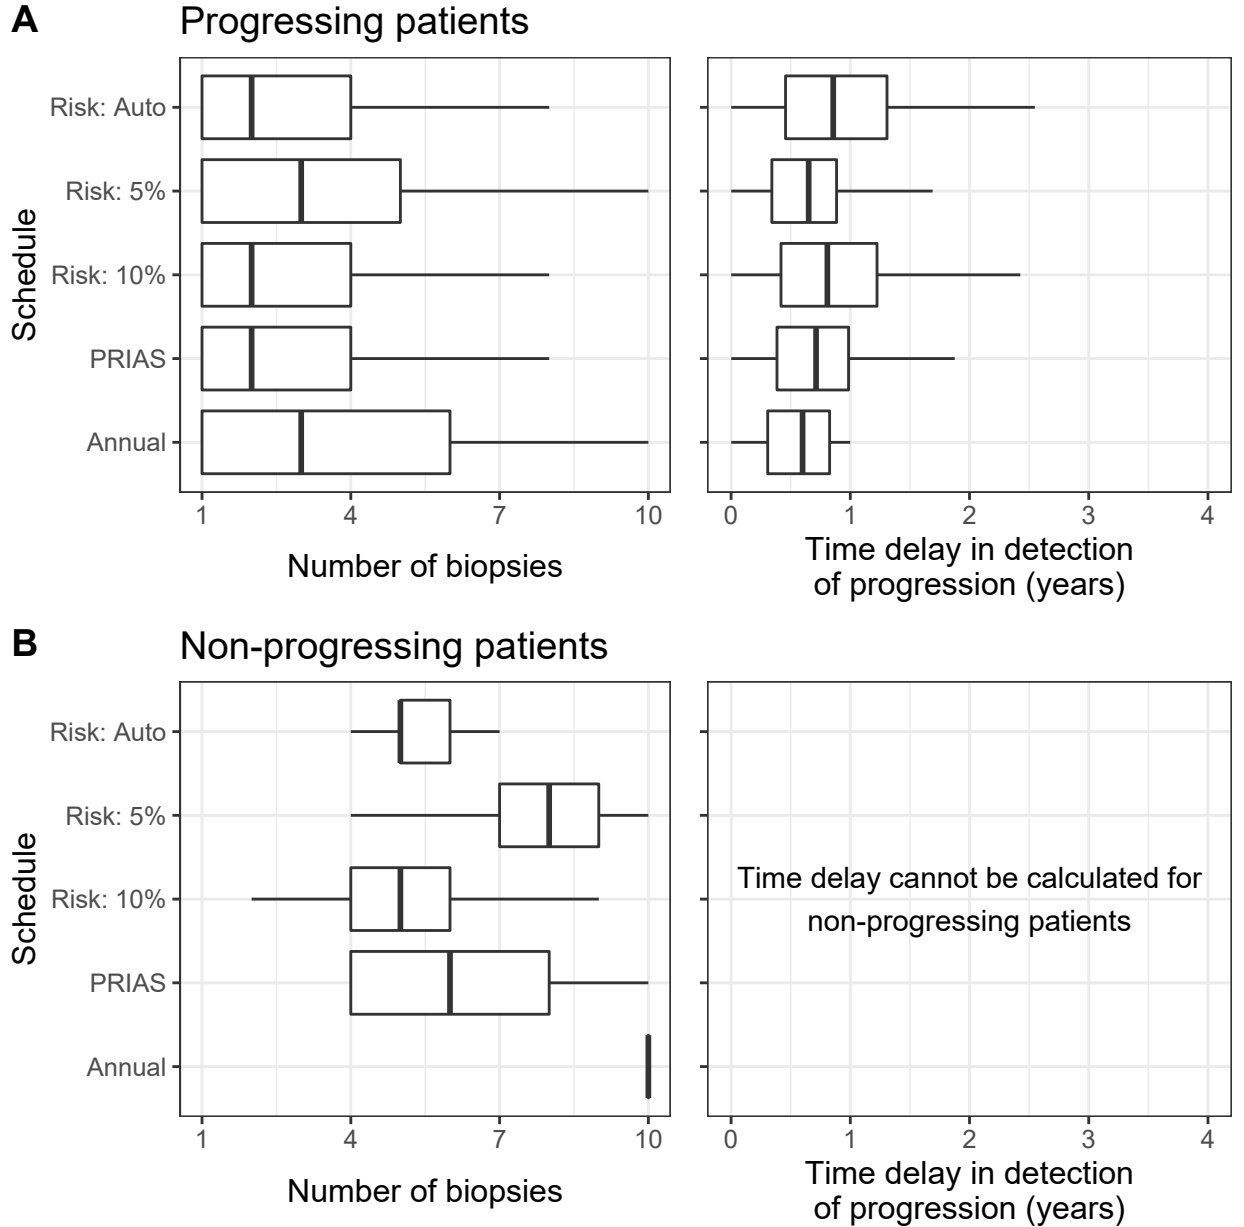 A
Progressing patients
Schedule
Risk: Auto
Risk: 5%
Risk: 10%
PRIAS
Annual
1 4 7 10
Number of biopsies
0 1 2 3 4
Time delay in detection
of progression (years)
B
Non-progressing patients
Schedule
Risk: Auto
Risk: 5%
Risk: 10%
PRIAS
Annual
1 4 7 10
Number of biopsies
Time delay cannot be calculated for
non-progressing patients
0 1 2 3 4
Time delay in detection
of progression (years)